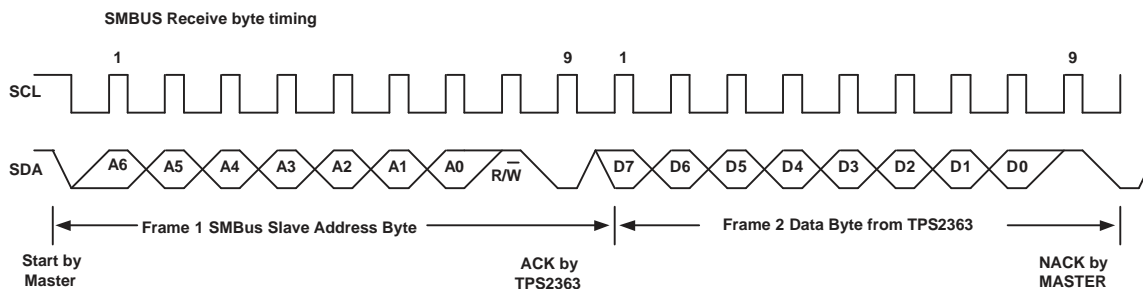 SMBUS Receive byte timing
1 9 1 9
SCL
SDA A6 A5 A4 A3 A2 A1 A0 R/W̅ D7 D6 D5 D4 D3 D2 D1 D0
Frame 1 SMBus Slave Address Byte
Frame 2 Data Byte from TPS2363
Start by
Master
ACK by
TPS2363
NACK by
MASTER